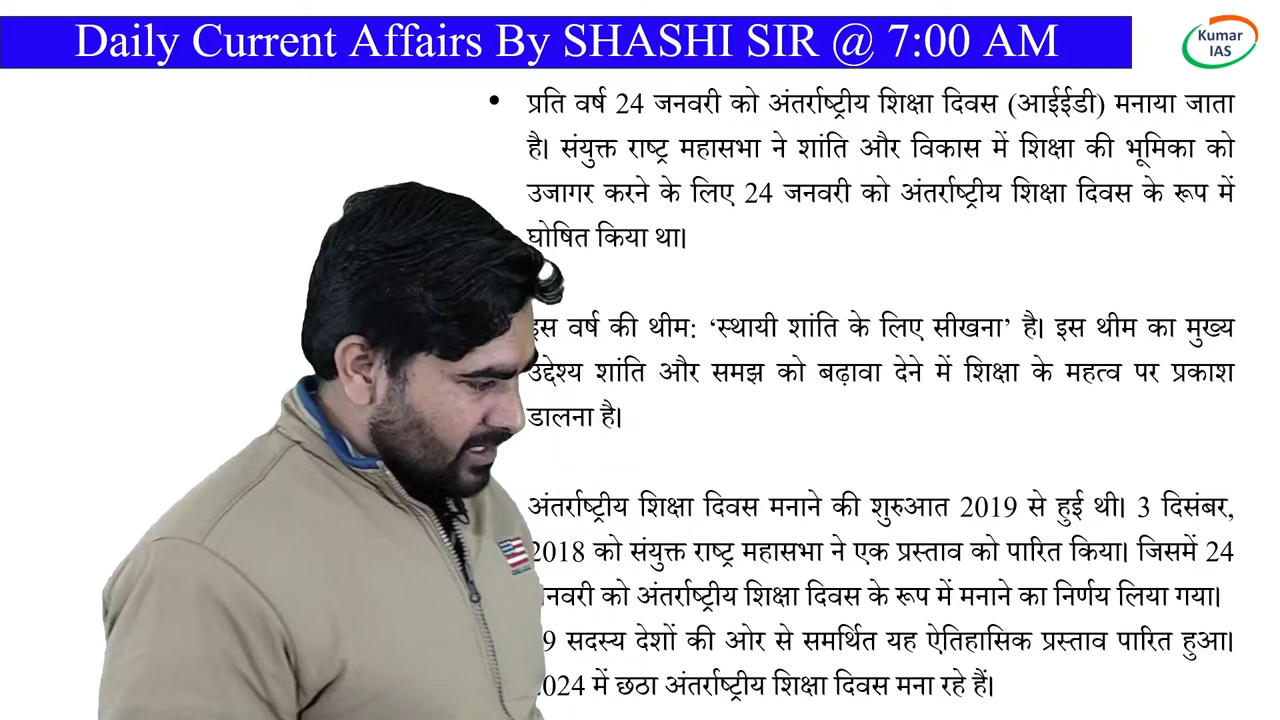 Daily Current Affairs By SHASHI SIR @ 7:00 AM
Kumar
IAS
• प्रति वर्ष 24 जनवरी को अंतर्राष्ट्रीय शिक्षा दिवस (आईईडी) मनाया जाता
है। संयुक्त राष्ट्र महासभा ने शांति और विकास में शिक्षा की भूमिका को
उजागर करने के लिए 24 जनवरी को अंतर्राष्ट्रीय शिक्षा दिवस के रूप में
घोषित किया था।
इस वर्ष की थीम: ‘स्थायी शांति के लिए सीखना’ है। इस थीम का मुख्य
उद्देश्य शांति और समझ को बढ़ावा देने में शिक्षा के महत्व पर प्रकाश
डालना है।
अंतर्राष्ट्रीय शिक्षा दिवस मनाने की शुरुआत 2019 से हुई थी। 3 दिसंबर,
2018 को संयुक्त राष्ट्र महासभा ने एक प्रस्ताव को पारित किया। जिसमें 24
को अंतर्राष्ट्रीय शिक्षा दिवस के रूप में मनाने का निर्णय लिया गया।
सदस्य देशों की ओर से समर्थित यह ऐतिहासिक प्रस्ताव पारित हुआ।
2024 में छठा अंतर्राष्ट्रीय शिक्षा दिवस मना रहे हैं।